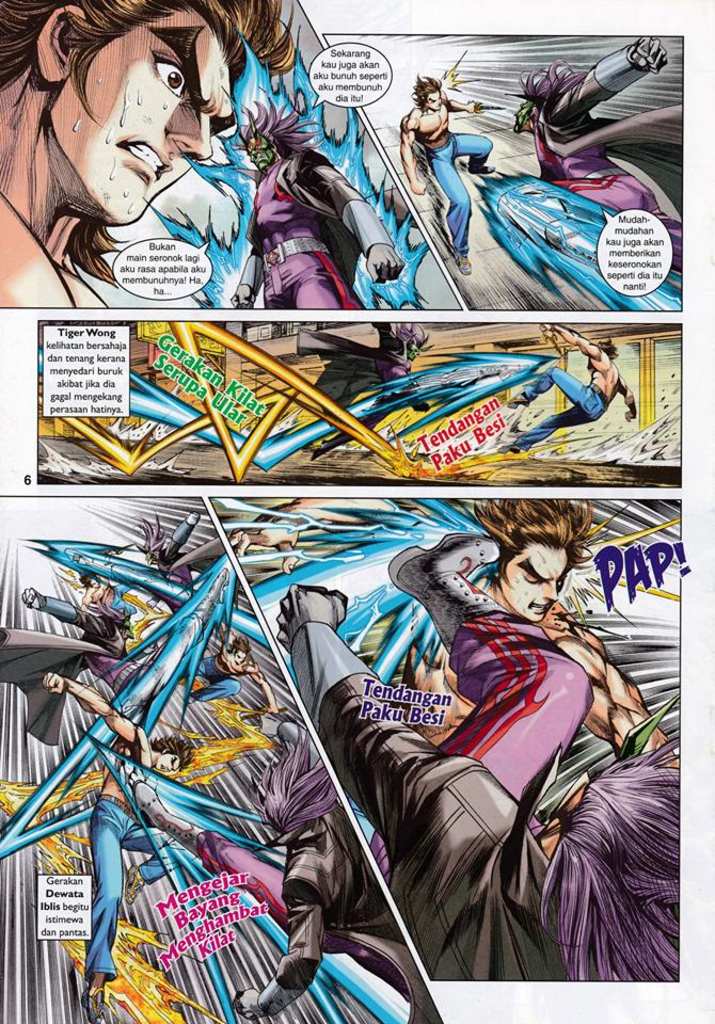 Sekarang
kau juga akan
aku bunuh seperti
dia itu!
Bukan
main seronok lagi
aku rasa apabila aku
membunuhnya! Ha,
ha...
Mudah-
mudahan
kau juga akan
memberikan
keseronokan
seperti dia itu
nanti!
Tiger Wong
kelihatan bersahaja
dan tenang kerana
menyedari buruk
akibat jika dia
gagal mengekang
perasaan hatinya.
Gerakan Kilat
Serupa Ulat
Tendangan
Paku Besi
6
Gerakan
Dewata
Iblis begitu
istimewa
dan pantas.
Mengejar
Bayang
Menghambat
Kilat
Tendangan
Paku Besi
PAP!